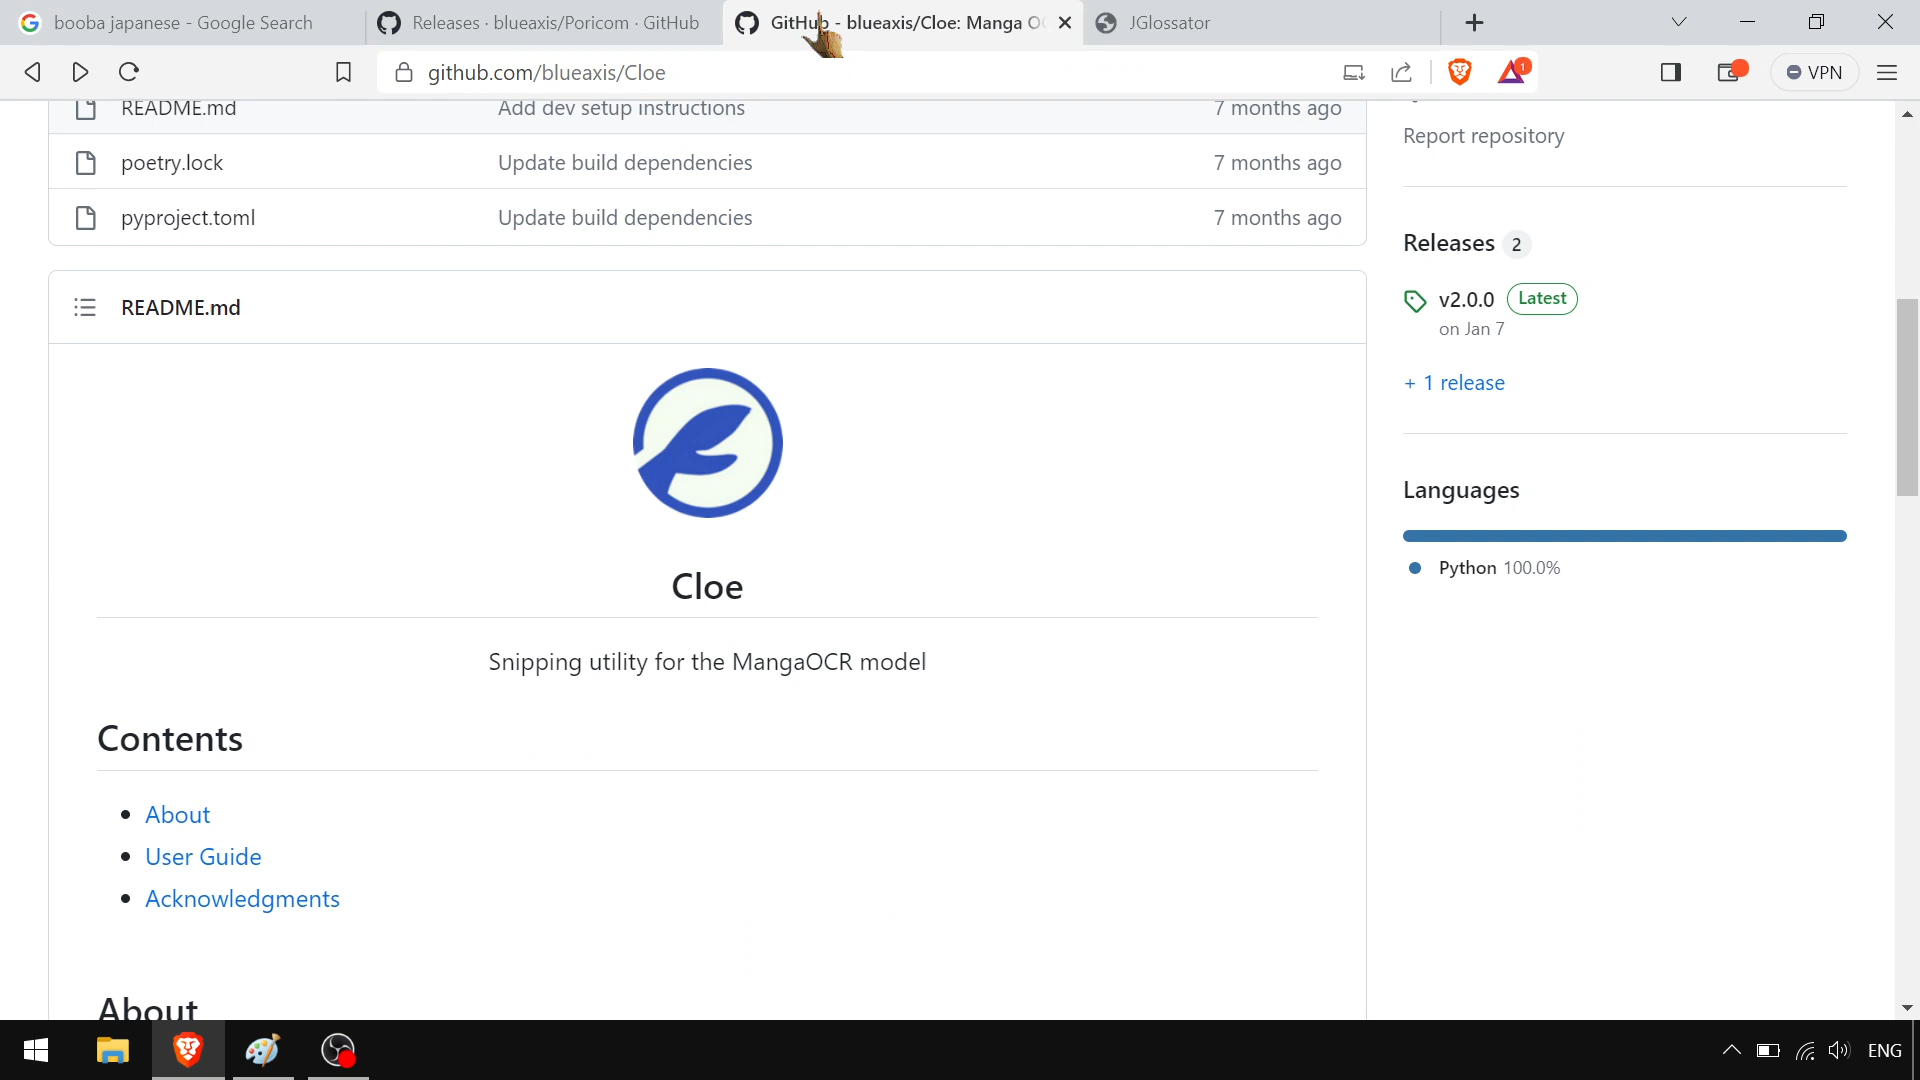 booba japanese - Google Search
Releases · blueaxis/Poricom · GitHub
GitHub - blueaxis/Cloe: Manga O
JGlossator
github.com/blueaxis/Cloe
1
VPN
README.md Add dev setup instructions 7 months ago
poetry.lock Update build dependencies 7 months ago
pyproject.toml Update build dependencies 7 months ago
README.md
Cloe
Snipping utility for the MangaOCR model
Contents
About
User Guide
Acknowledgments
About
Report repository
Releases 2
v2.0.0 Latest
on Jan 7
+ 1 release
Languages
Python 100.0%
ENG